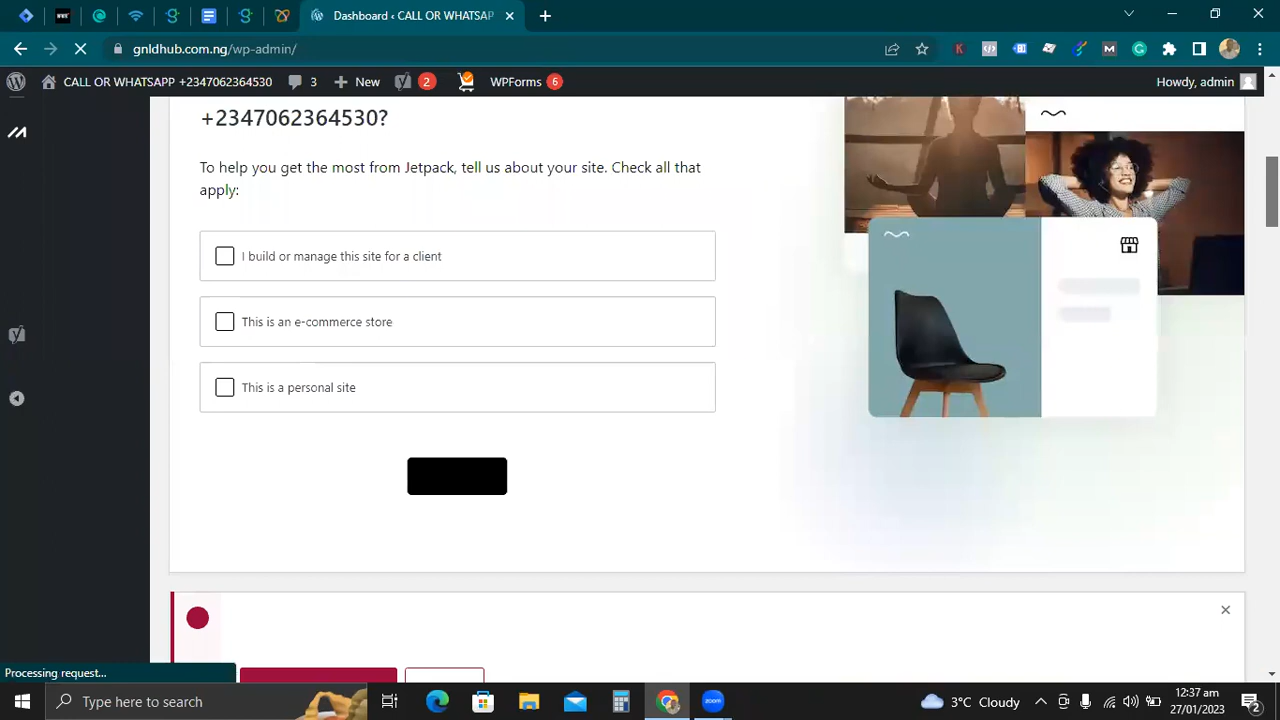 Dashboard ‹ CALL OR WHATSAP
gnldhub.com.ng/wp-admin/
CALL OR WHATSAPP +2347062364530
3
New
2
WPForms 6
Howdy, admin
+2347062364530?
To help you get the most from Jetpack, tell us about your site. Check all that
apply:
I build or manage this site for a client
This is an e-commerce store
This is a personal site
Processing request...
Type here to search
zoom
3°C Cloudy
12:37 am
27/01/2023
2